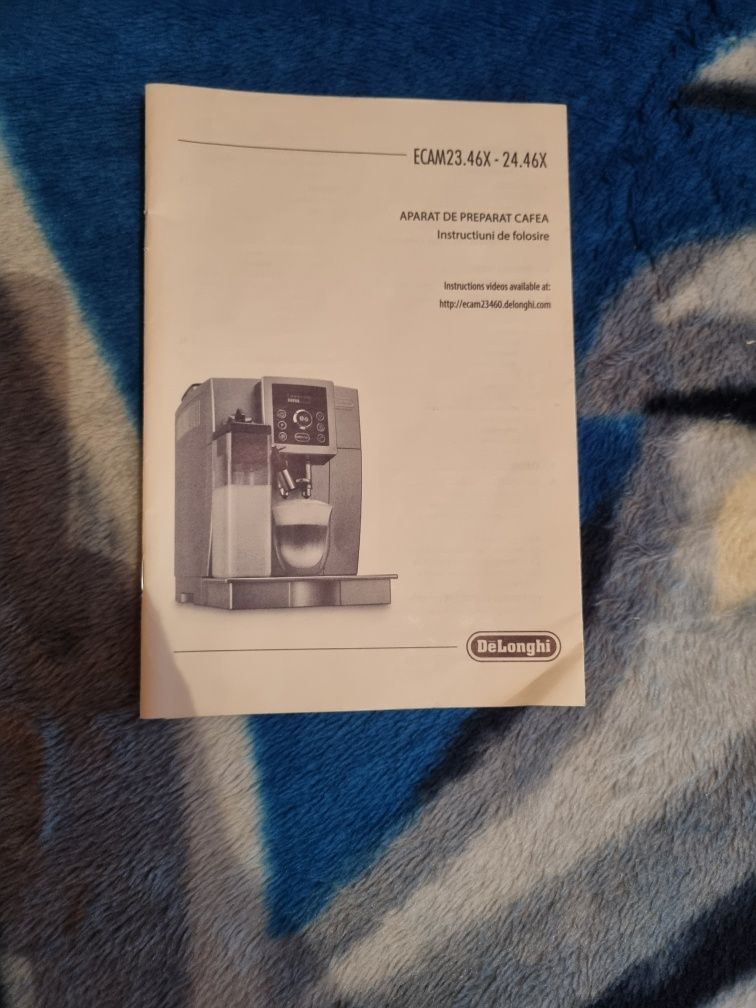 ECAM23.46X - 24.46X
APARAT DE PREPARAT CAFEA
Instructiuni de folosire
Instructions videos available at:
http://ecam23460.delonghi.com
DeLonghi